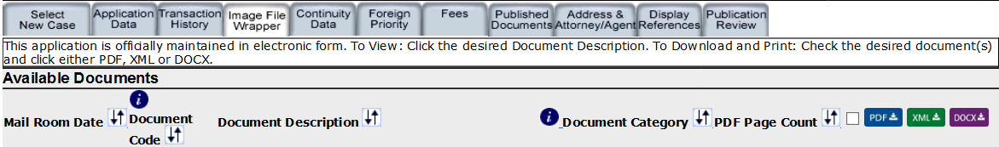 Select New Case
Application Data
Transaction History
Image File Wrapper
Continuity Data
Foreign Priority
Fees
Published Documents
Address & Attorney/Agent
Display References
Publication Review
This application is officially maintained in electronic form. To View: Click the desired Document Description. To Download and Print: Check the desired document(s)
and click either PDF, XML or DOCX.
Available Documents
Mail Room Date
i
Document
Code
Document Description
i
Document Category
PDF Page Count
PDF
XML
DOCX